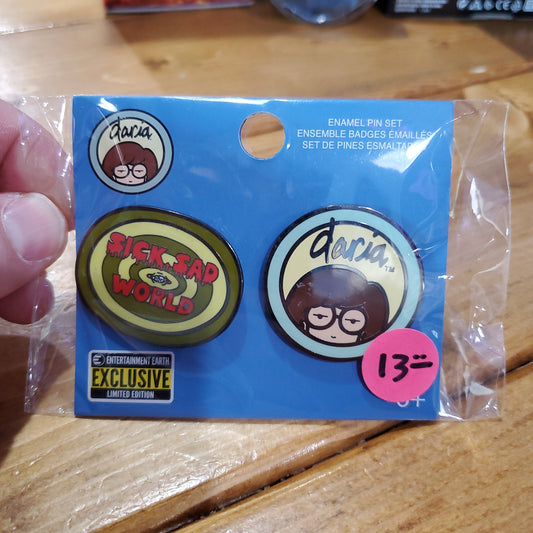 daria
ENAMEL PIN SET
ENSEMBLE BADGES ÉMAILLÉS
SET DE PINES
SICK, SAD
WORLD
daria
TM
ENTERTAINMENT EARTH
EXCLUSIVE
LIMITED EDITION
13=